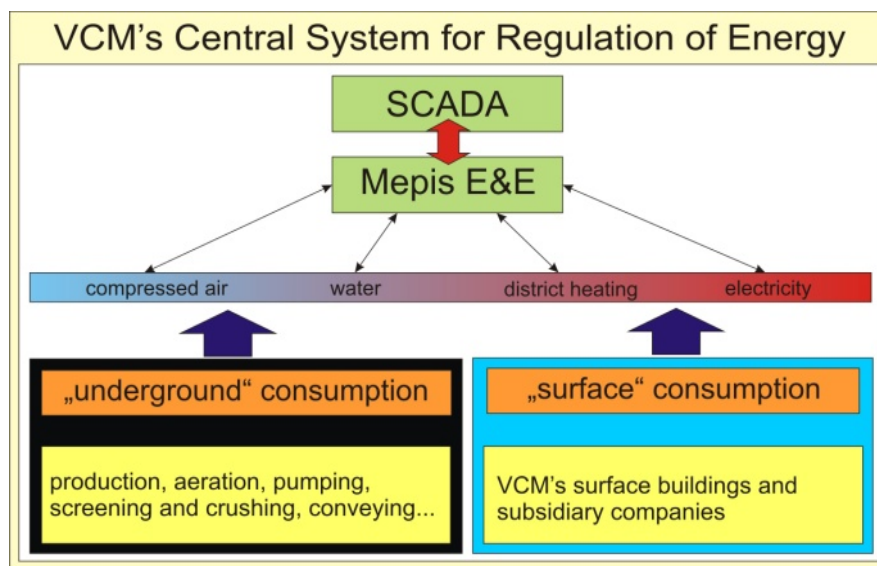 VCM's Central System for Regulation of Energy
SCADA
Mepis E&E
compressed air water district heating electricity
„underground“ consumption
production, aeration, pumping,
screening and crushing, conveying...
„surface“ consumption
VCM's surface buildings and
subsidiary companies